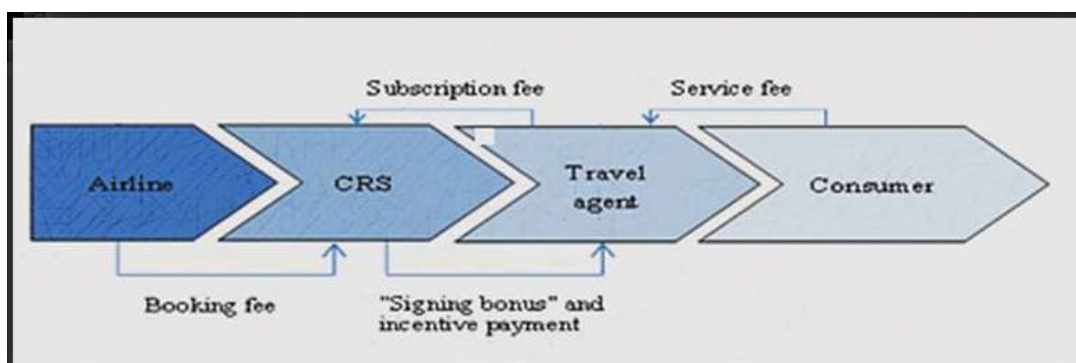 Subscription fee
Service fee
Airline
CRS
Travel
agent
Consumer
Booking fee
"Signing bonus" and
incentive payment